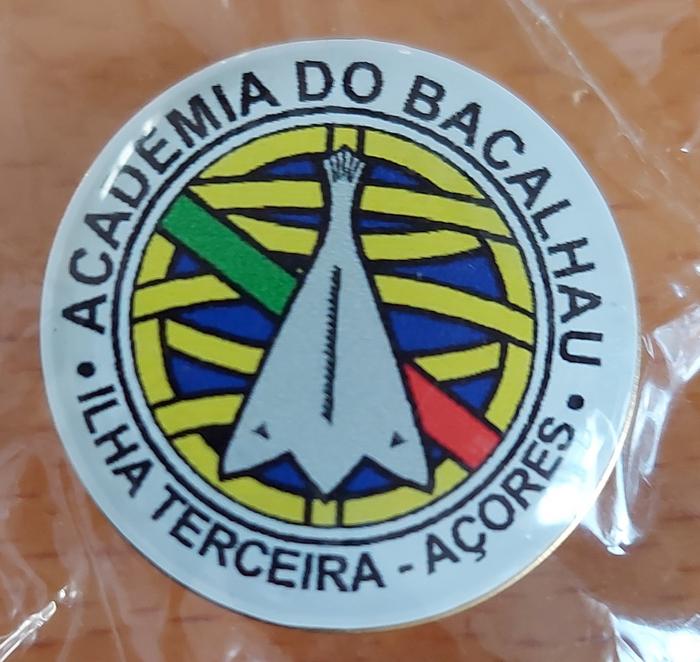 ACADEMIA DO BACALHAU
• ILHA TERCEIRA - AÇORES •